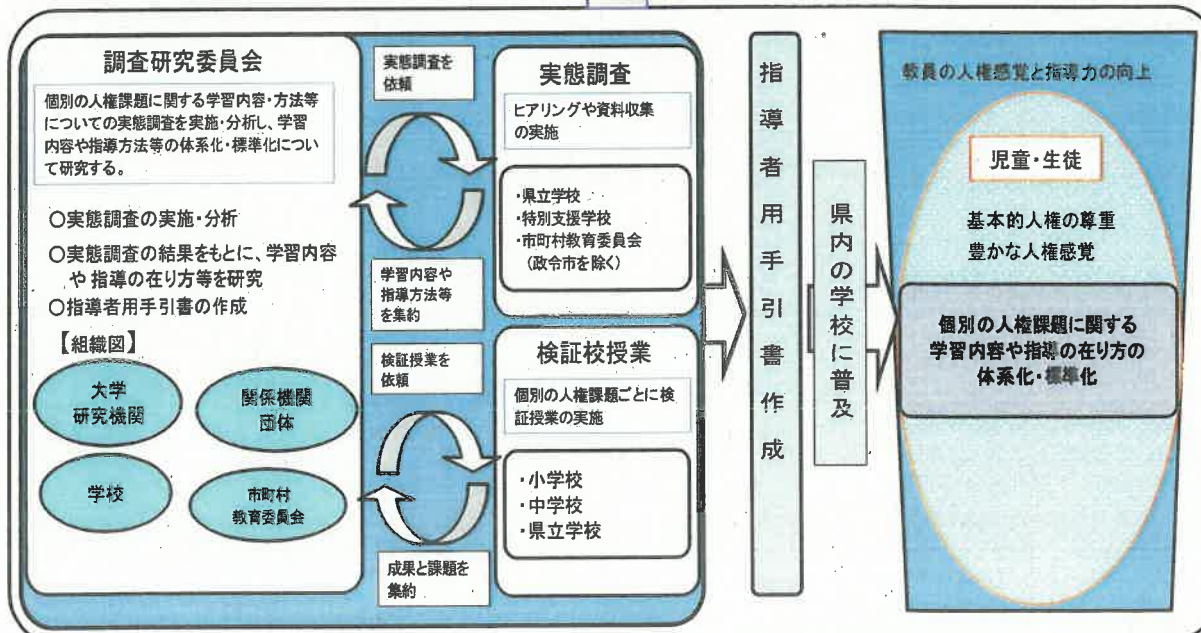 調査研究委員会
個別の人権課題に関する学習内容・方法等
についての実態調査を実施・分析し、学習
内容や指導方法等の体系化・標準化につい
て研究する。
○実態調査の実施・分析
○実態調査の結果をもとに、学習内容
や指導の在り方等を研究
○指導者用手引書の作成
【組織図】
大学
研究機関
関係機関
団体
学校
市町村
教育委員会
実態調査を
依頼
学習内容や
指導方法等
を集約
検証授業を
依頼
成果と課題を
集約
実態調査
ヒアリングや資料収集
の実施
・県立学校
・特別支援学校
・市町村教育委員会
(政令市を除く)
検証校授業
個別の人権課題ごとに検
証授業の実施
・小学校
・中学校
・県立学校
指導者用手引書作成
県内の学校に普及
教員の人権感覚と指導力の向上
児童・生徒
基本的人権の尊重
豊かな人権感覚
個別の人権課題に関する
学習内容や指導の在り方の
体系化・標準化